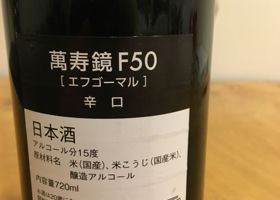 萬寿鏡 F50
[エフゴーマル]
辛口
日本酒
アルコール分15度
原材料名 米(国産)、米こうじ(国産米)、
醸造アルコール
内容量720ml